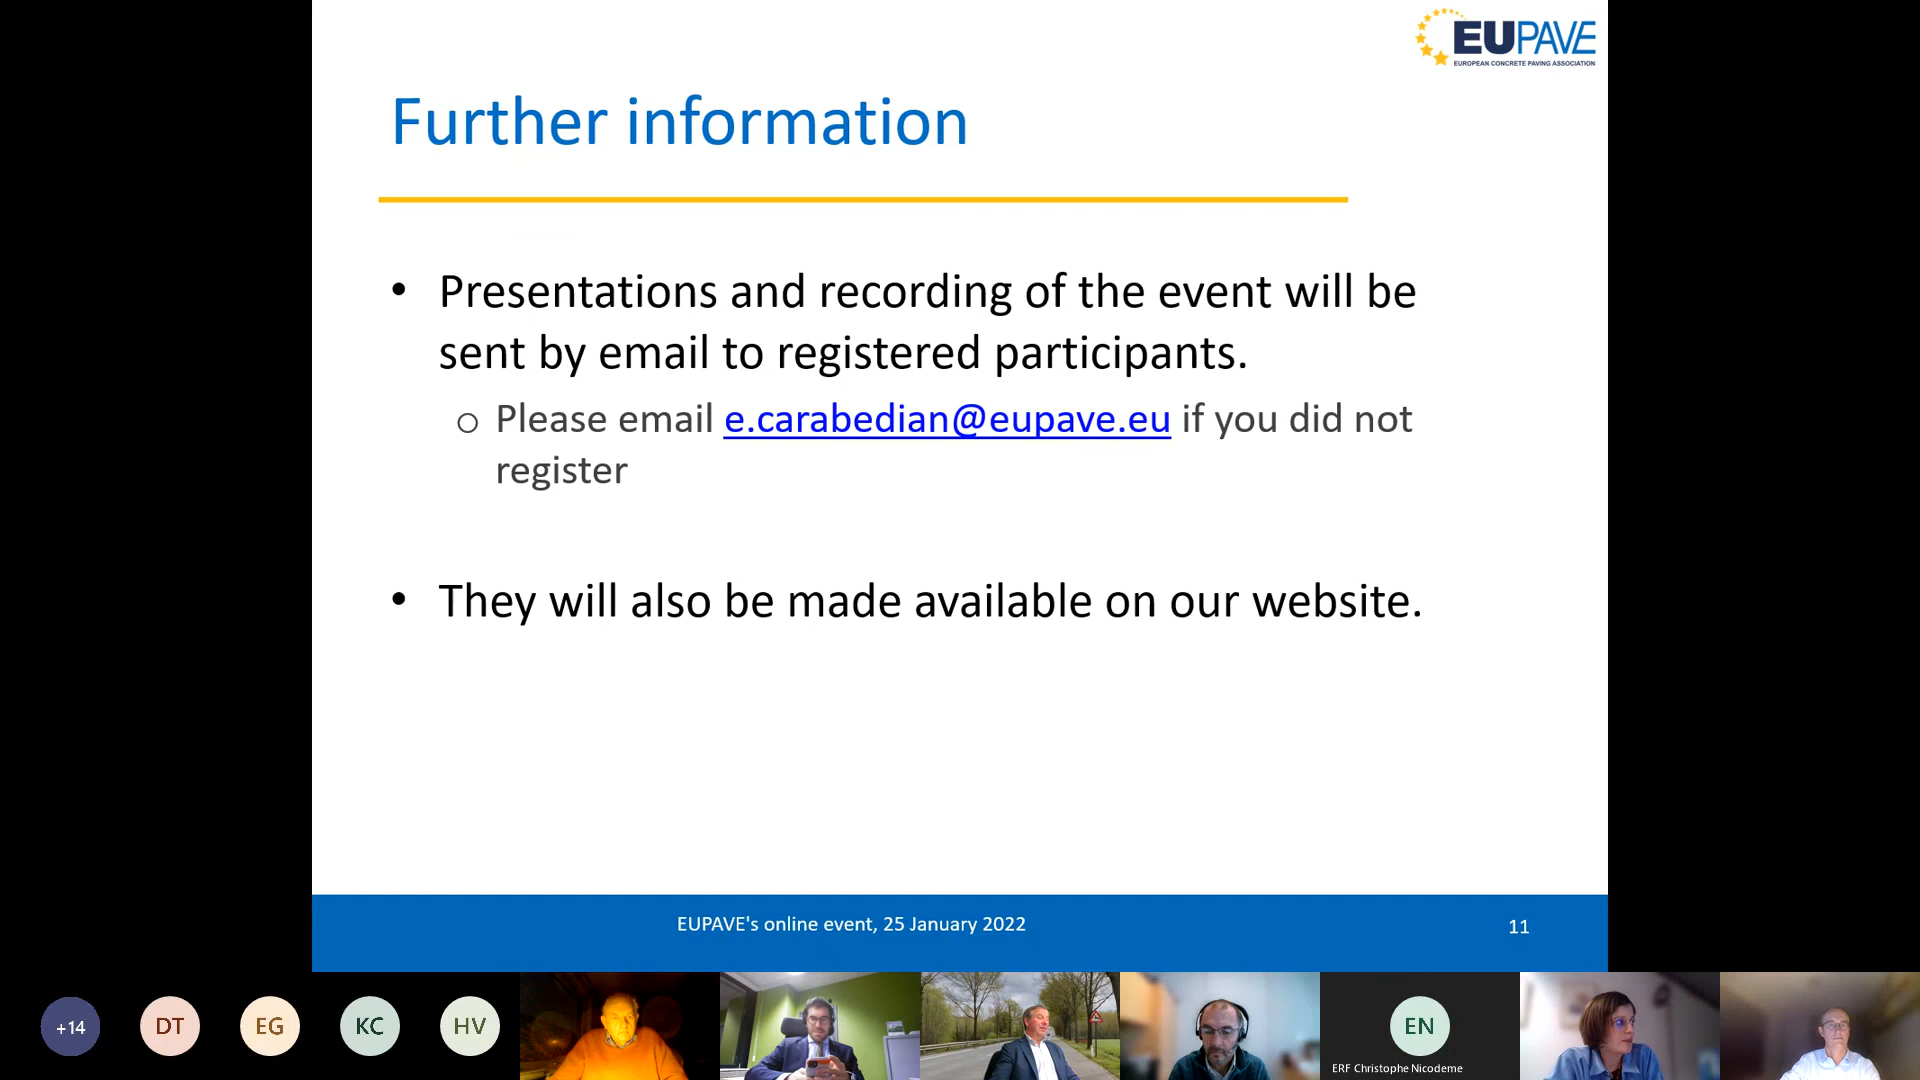 EUPAVE
EUROPEAN CONCRETE PAVING ASSOCIATION
Further information
• Presentations and recording of the event will be
sent by email to registered participants.
o Please email e.carabedian@eupave.eu if you did not
register
• They will also be made available on our website.
EUPAVE's online event, 25 January 2022
11
+14
DT
EG
KC
HV
EN
ERF Christophe Nicodeme